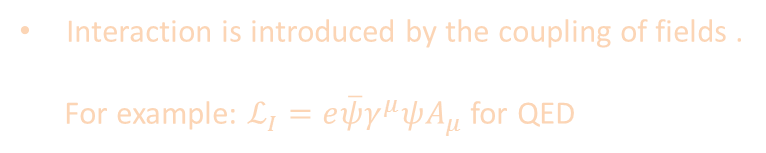 • Interaction is introduced by the coupling of fields .
For example: ℒ_I = eψ̄γ^μψA_μ for QED